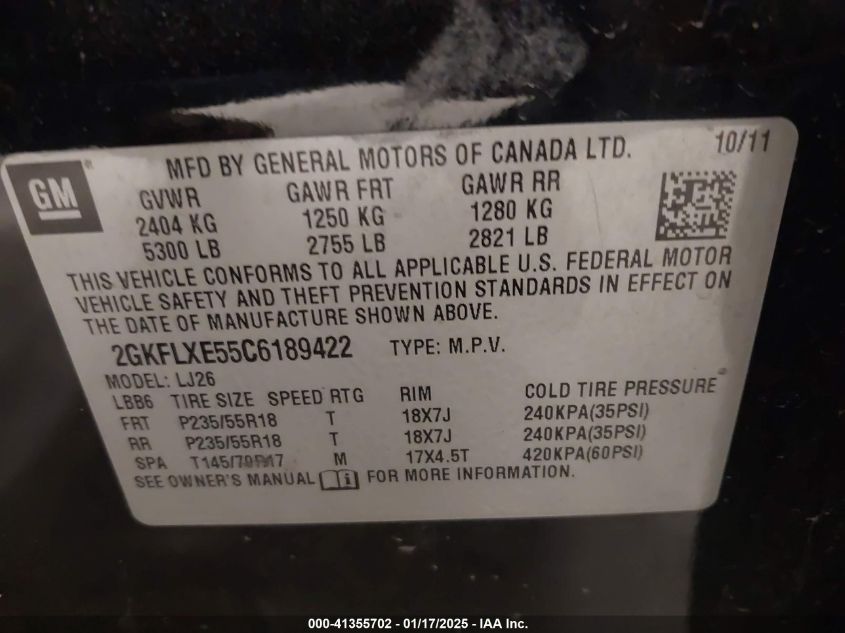 MFD BY GENERAL MOTORS OF CANADA LTD. 10/11
GM
GVWR GAWR FRT GAWR RR
2404 KG 1250 KG 1280 KG
5300 LB 2755 LB 2821 LB
THIS VEHICLE CONFORMS TO ALL APPLICABLE U.S. FEDERAL MOTOR
VEHICLE SAFETY AND THEFT PREVENTION STANDARDS IN EFFECT ON
THE DATE OF MANUFACTURE SHOWN ABOVE.
2GKFLXE55C6189422 TYPE: M.P.V.
MODEL: LJ26
LBB6 TIRE SIZE SPEED RTG RIM COLD TIRE PRESSURE
FRT P235/55R18 T 18X7J 240KPA(35PSI)
RR P235/55R18 T 18X7J 240KPA(35PSI)
SPA T145/70R17 M 17X4.5T 420KPA(60PSI)
SEE OWNER'S MANUAL i FOR MORE INFORMATION.
000-41355702 - 01/17/2025 - IAA Inc.